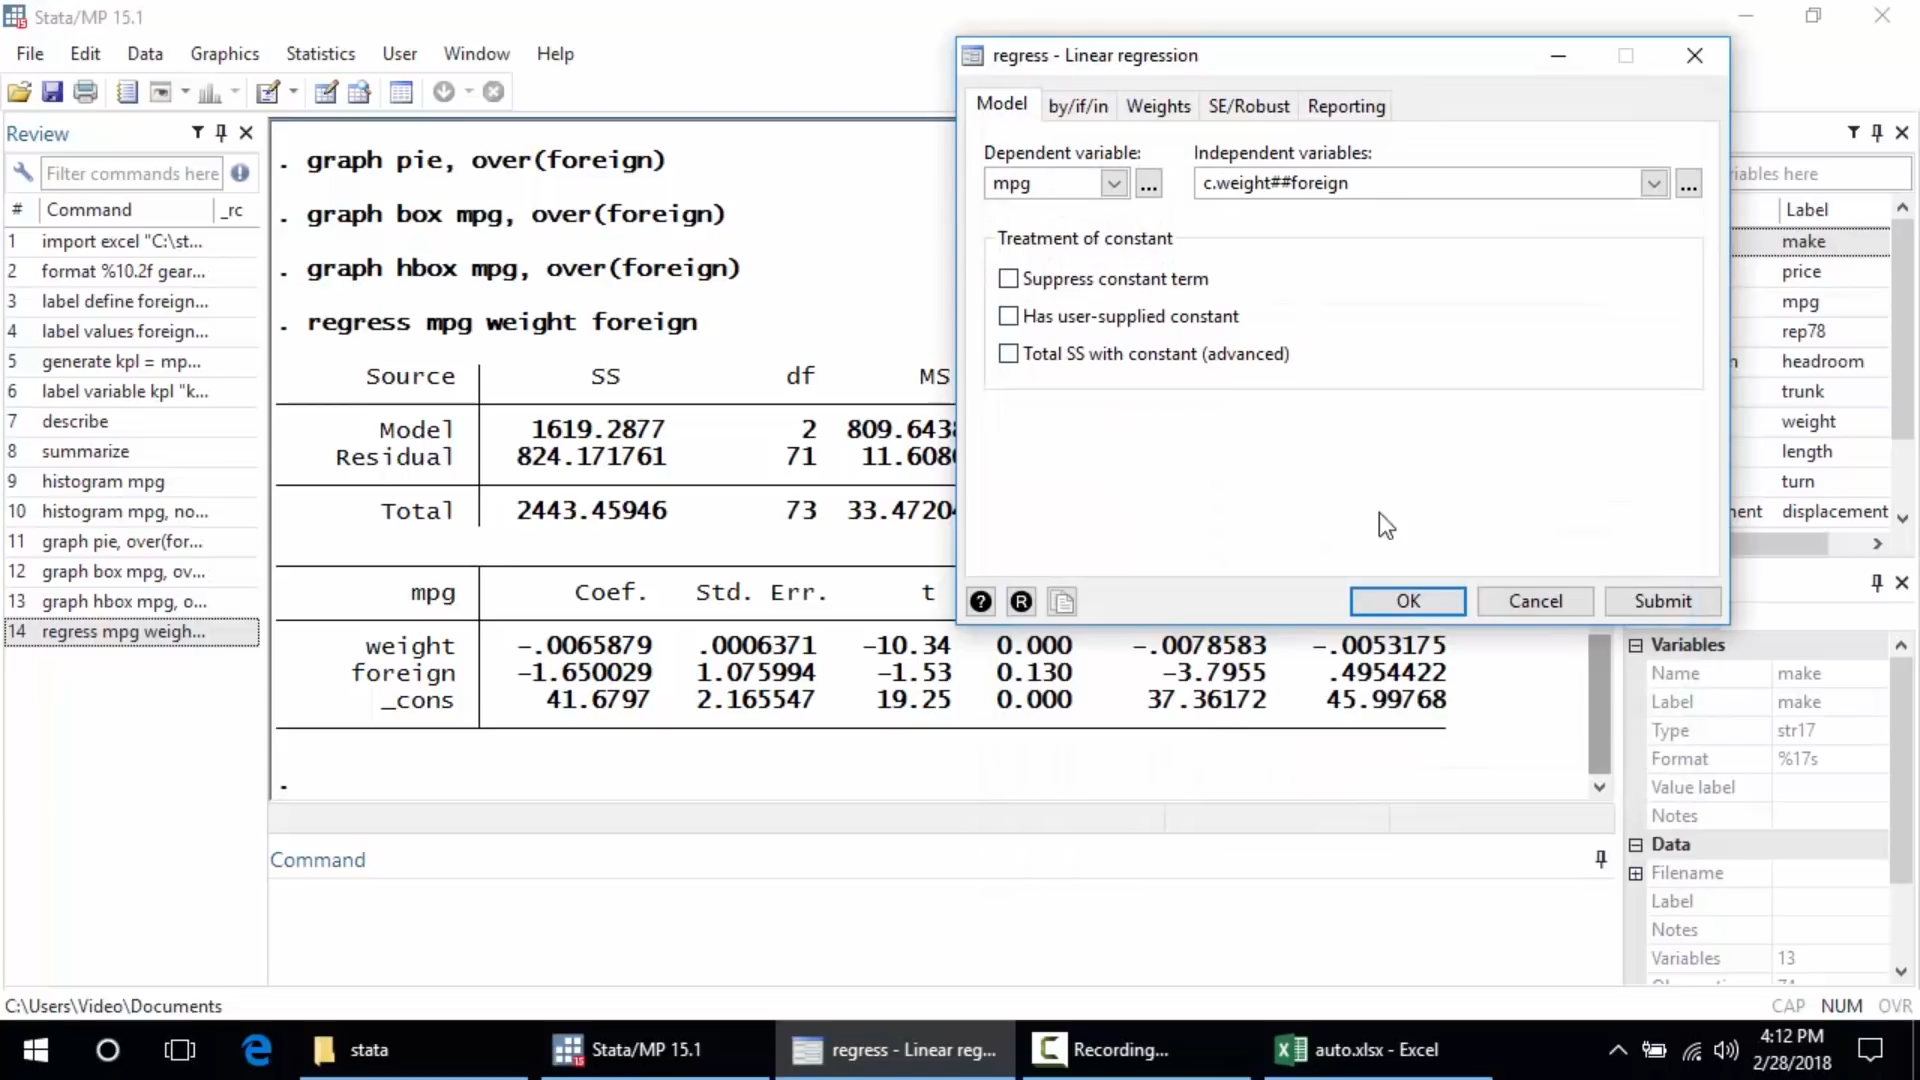 Stata/MP 15.1
File Edit Data Graphics Statistics User Window Help
Review
Filter commands here
# Command _rc
1 import excel "C:\st...
2 format %10.2f gear...
3 label define foreign...
4 label values foreign...
5 generate kpl = mp...
6 label variable kpl "k...
7 describe
8 summarize
9 histogram mpg
10 histogram mpg, no...
11 graph pie, over(for...
12 graph box mpg, ov...
13 graph hbox mpg, o...
14 regress mpg weigh...
. graph pie, over(foreign)
. graph box mpg, over(foreign)
. graph hbox mpg, over(foreign)
. regress mpg weight foreign
Source SS df MS
Model 1619.2877 2 809.643
Residual 824.171761 71 11.608
Total 2443.45946 73 33.4720
mpg Coef. Std. Err. t
weight -.0065879 .0006371 -10.34 0.000 -.0078583 -.0053175
foreign -1.650029 1.075994 -1.53 0.130 -3.7955 .4954422
_cons 41.6797 2.165547 19.25 0.000 37.36172 45.99768
.
Command
regress - Linear regression
Model by/if/in Weights SE/Robust Reporting
Dependent variable: Independent variables:
mpg ... c.weight##foreign ...
Treatment of constant
Suppress constant term
Has user-supplied constant
Total SS with constant (advanced)
? R OK Cancel Submit
iables here
Label
make
price
mpg
rep78
headroom
trunk
weight
length
turn
ment displacement
Variables
Name make
Label make
Type str17
Format %17s
Value label
Notes
Data
Filename
Label
Notes
Variables 13
C:\Users\Video\Documents
CAP NUM OVR
stata
15 Stata/MP 15.1
regress - Linear reg...
Recording...
auto.xlsx - Excel
4:12 PM
2/28/2018